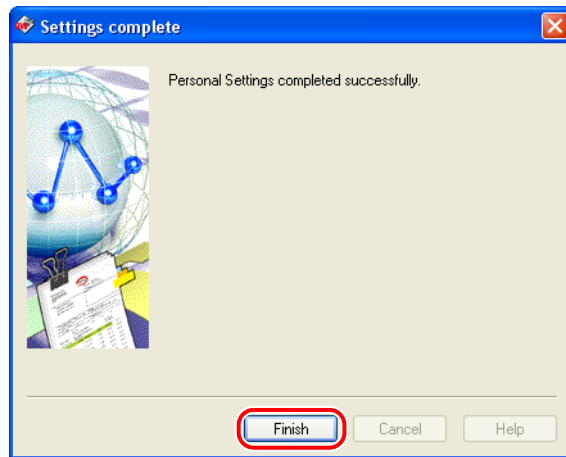 Settings complete
Personal Settings completed successfully.
Finish
Cancel
Help